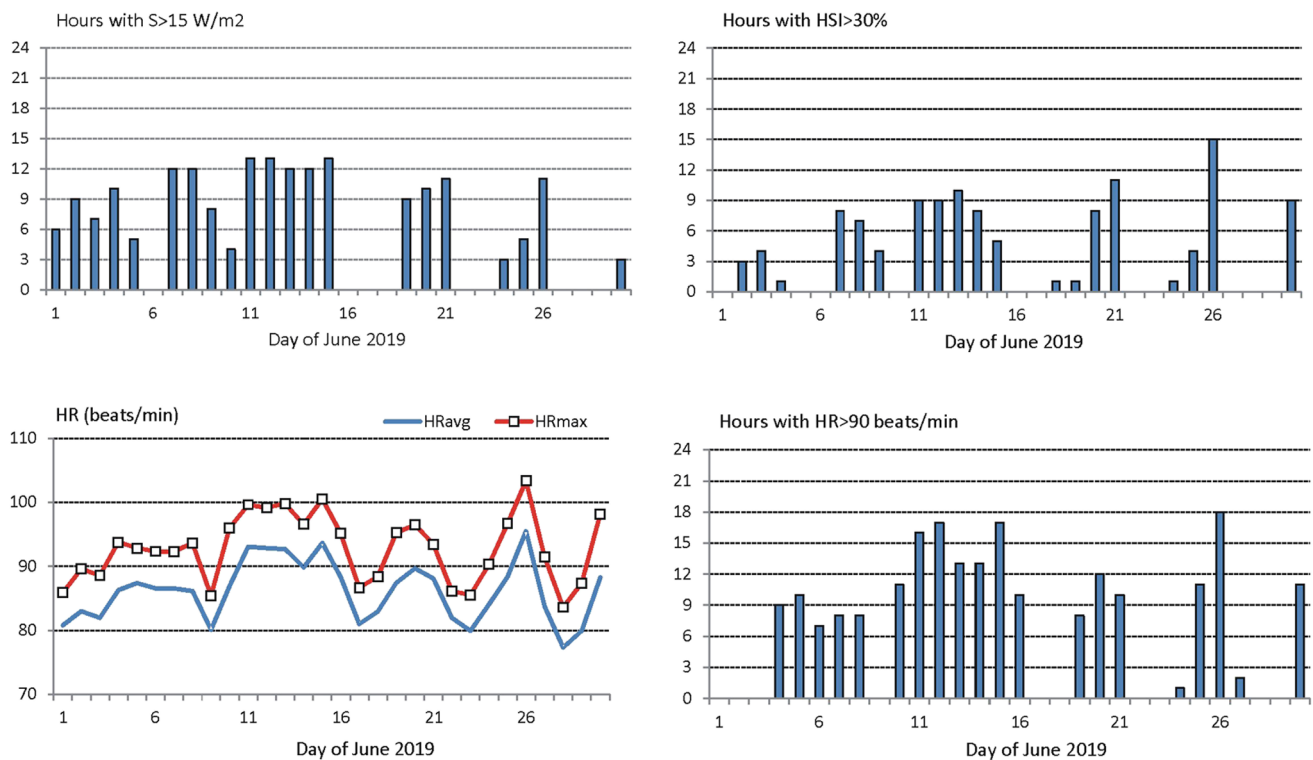 Hours with S>15 W/m2
24
21
18
15
12
9
6
3
0
1 6 11 16 21 26
Day of June 2019
Hours with HSI>30%
24
21
18
15
12
9
6
3
0
1 6 11 16 21 26
Day of June 2019
HR (beats/min)
HRavg HRmax
110
100
90
80
70
1 6 11 16 21 26
Day of June 2019
Hours with HR>90 beats/min
24
21
18
15
12
9
6
3
0
1 6 11 16 21 26
Day of June 2019